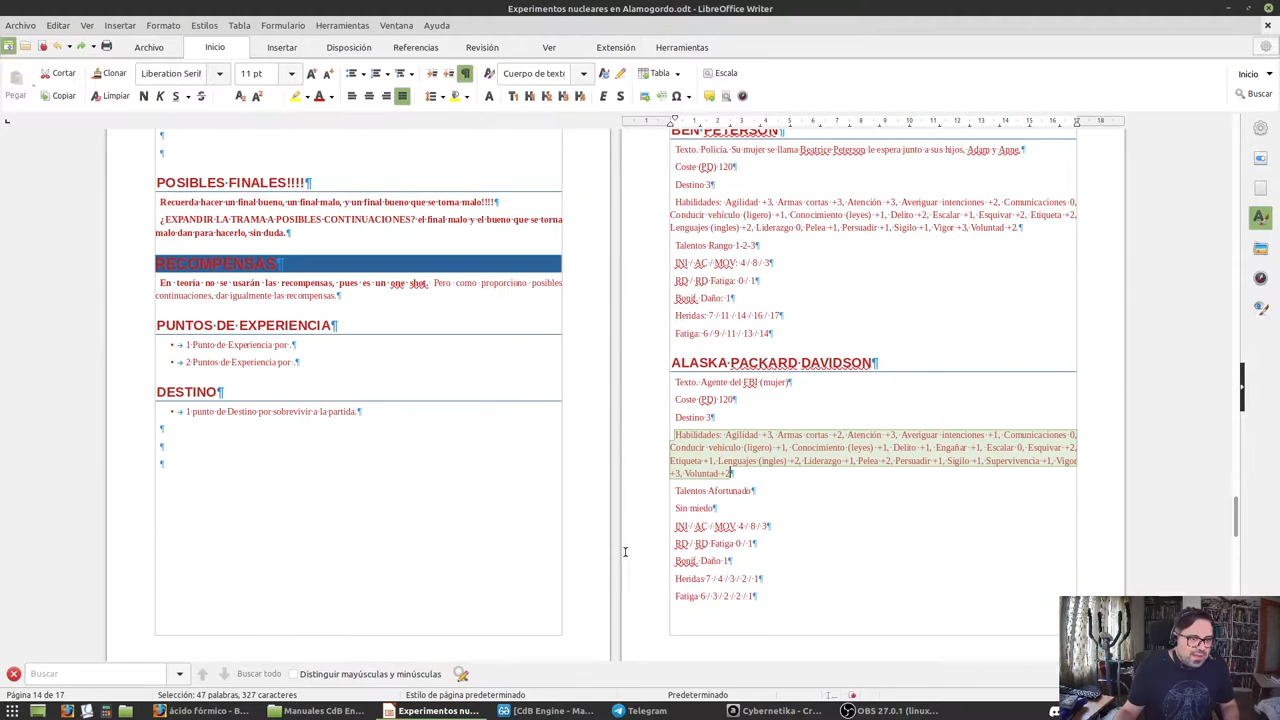 Experimentos nucleares en Alamogordo.odt - LibreOffice Writer
Archivo Editar Ver Insertar Formato Estilos Tabla Formulario Herramientas Ventana Ayuda
Archivo Inicio Insertar Disposición Referencias Revisión Ver Extensión Herramientas
Pegar
Cortar Clonar Liberation Serif 11 pt Cuerpo de texto Tabla Escala Inicio
Copiar Limpiar Buscar
POSIBLES·FINALES!!!!¶
Recuerda·hacer·un·final·bueno,·un·final·malo,·y·un·final·bueno·que·se·torna·malo!!!!¶
¿EXPANDIR·LA·TRAMA·A·POSIBLES·CONTINUACIONES?·el·final·malo·y·el·bueno·que·se·torna
malo·dan·para·hacerlo,·sin·duda.¶
RECOMPENSAS¶
En·teoría·no·se·usarán·las·recompensas,·pues·es·un·one·shot.·Pero·como·proporciono·posibles
continuaciones,·dar·igualmente·las·recompensas.¶
PUNTOS·DE·EXPERIENCIA¶
• → 1·Punto·de·Experiencia·por·.¶
• → 2·Puntos·de·Experiencia·por·.¶
DESTINO¶
• → 1·punto·de·Destino·por·sobrevivir·a·la·partida.¶
BEN·PETERSON¶
Texto.·Policía.·Su·mujer·se·llama·Beatrice·Peterson·le·espera·junto·a·sus·hijos,·Adam·y·Anne.¶
Coste·(PD)·120¶
Destino·3¶
Habilidades:·Agilidad·+3,·Armas·cortas·+3,·Atención·+3,·Averiguar·intenciones·+2,·Comunicaciones·0,
Conducir·vehículo·(ligero)·+1,·Conocimiento·(leyes)·+1,·Delito·+2,·Escalar·+1,·Esquivar·+2,·Etiqueta·+2,
Lenguajes·(ingles)·+2,·Liderazgo·0,·Pelea·+1,·Persuadir·+1,·Sigilo·+1,·Vigor·+3,·Voluntad·+2.¶
Talentos·Rango·1-2-3¶
INI·/·AC·/·MOV:·4·/·8·/·3¶
RD·/·RD·Fatiga:·0·/·1¶
Bonif.·Daño:·1¶
Heridas:·7·/·11·/·14·/·16·/·17¶
Fatiga:·6·/·9·/·11·/·13·/·14¶
ALASKA·PACKARD·DAVIDSON¶
Texto.·Agente·del·FBI·(mujer)¶
Coste·(PD)·120¶
Destino·3¶
Habilidades:·Agilidad·+3,·Armas·cortas·+2,·Atención·+3,·Averiguar·intenciones·+1,·Comunicaciones·0,
Conducir·vehículo·(ligero)·+1,·Conocimiento·(leyes)·+1,·Delito·+1,·Engañar·+1,·Escalar·0,·Esquivar·+2,
Etiqueta·+1,·Lenguajes·(ingles)·+2,·Liderazgo·+1,·Pelea·+2,·Persuadir·+1,·Sigilo·+1,·Supervivencia·+1,·Vigor
+3,·Voluntad·+2¶
Talentos·Afortunado¶
Sin·miedo¶
INI·/·AC·/·MOV·4·/·8·/·3¶
RD·/·RD·Fatiga·0·/·1¶
Bonif.·Daño·1¶
Heridas·7·/·4·/·3·/·2·/·1¶
Fatiga·6·/·3·/·2·/·2·/·1¶
Buscar Buscar todo Distinguir mayúsculas y minúsculas
Página 14 de 17 Selección: 47 palabras, 327 caracteres Estilo de página predeterminado Predeterminado
ácido fórmico - B... Manuales CdB En... Experimentos nu... [CdB Engine - Ma... Telegram Cybernetika - Cr... OBS 27.0.1 (linux...